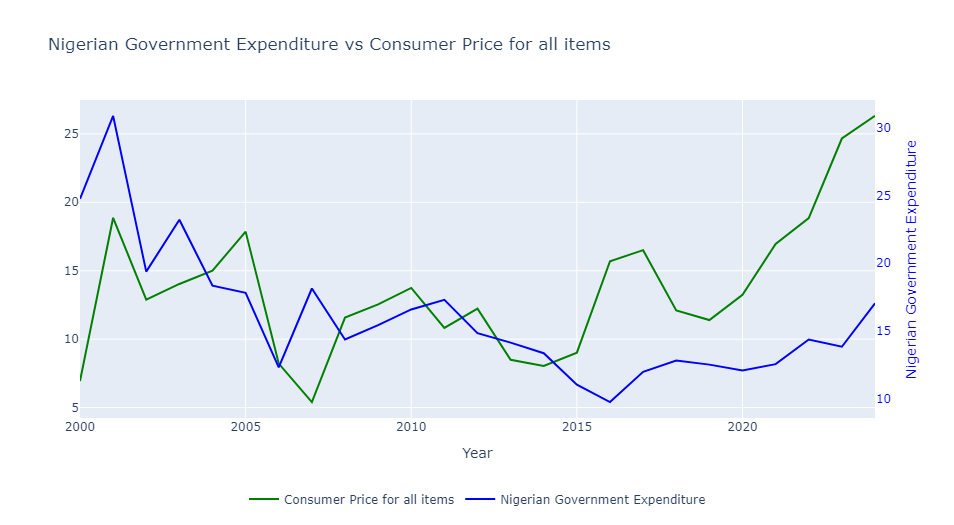 Nigerian Government Expenditure vs Consumer Price for all items
25
20
15
10
5
30
25
20
15
10
Nigerian Government Expenditure
2000 2005 2010 2015 2020
Year
Consumer Price for all items Nigerian Government Expenditure